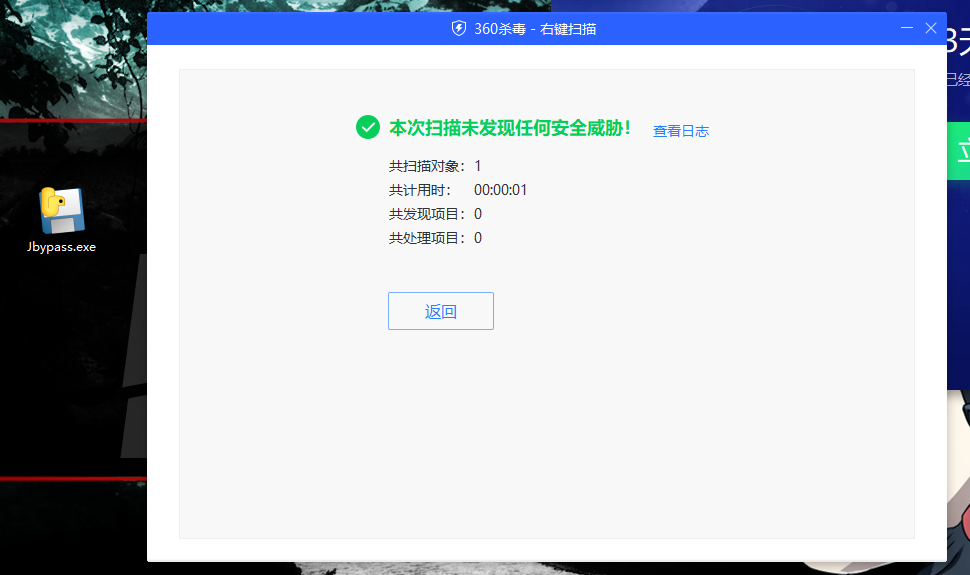 360杀毒 - 右键扫描
3天
已经
立
本次扫描未发现任何安全威胁! 查看日志
共扫描对象: 1
共计用时: 00:00:01
共发现项目: 0
共处理项目: 0
返回
Jbypass.exe